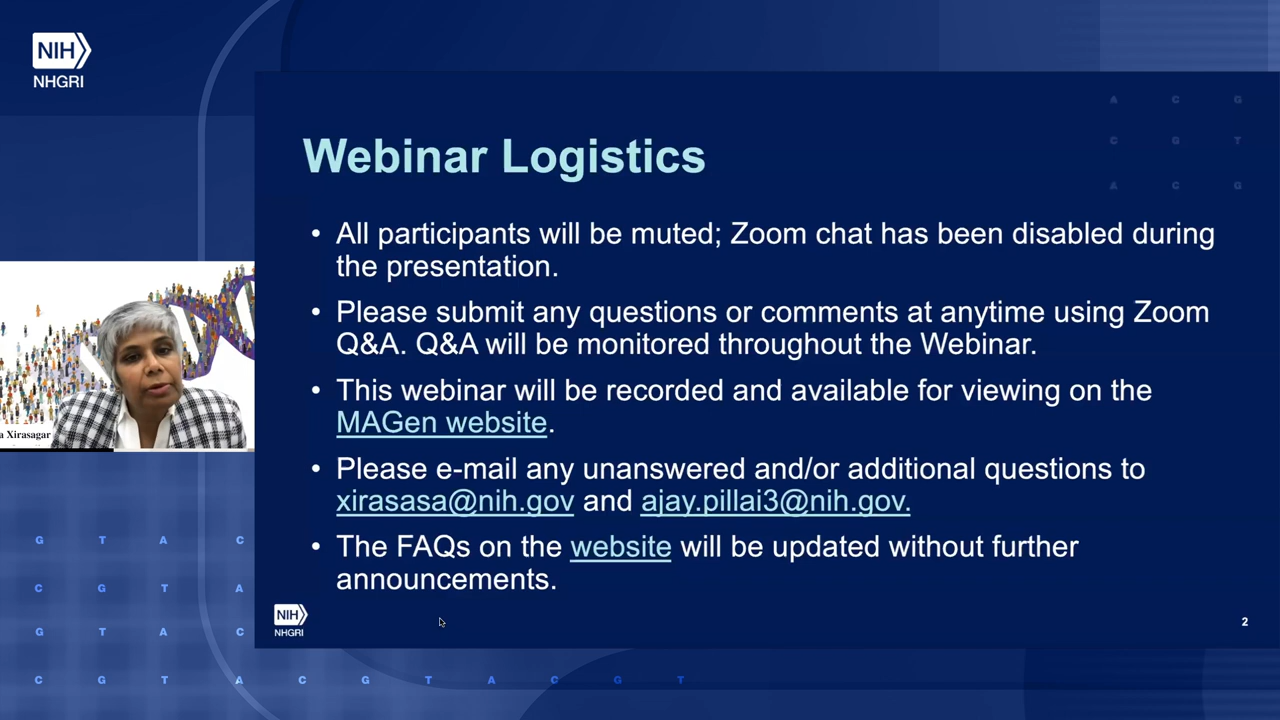 NIH
NHGRI
A C G
C G T
A C G
Webinar Logistics
• All participants will be muted; Zoom chat has been disabled during
the presentation.
• Please submit any questions or comments at anytime using Zoom
Q&A. Q&A will be monitored throughout the Webinar.
• This webinar will be recorded and available for viewing on the
MAGen website.
• Please e-mail any unanswered and/or additional questions to
xirasasa@nih.gov and ajay.pillai3@nih.gov.
• The FAQs on the website will be updated without further
announcements.
a Xirasagar
NIH
NHGRI
2
G T A C
C G T A
G T A C
C G T A C G T A C G T